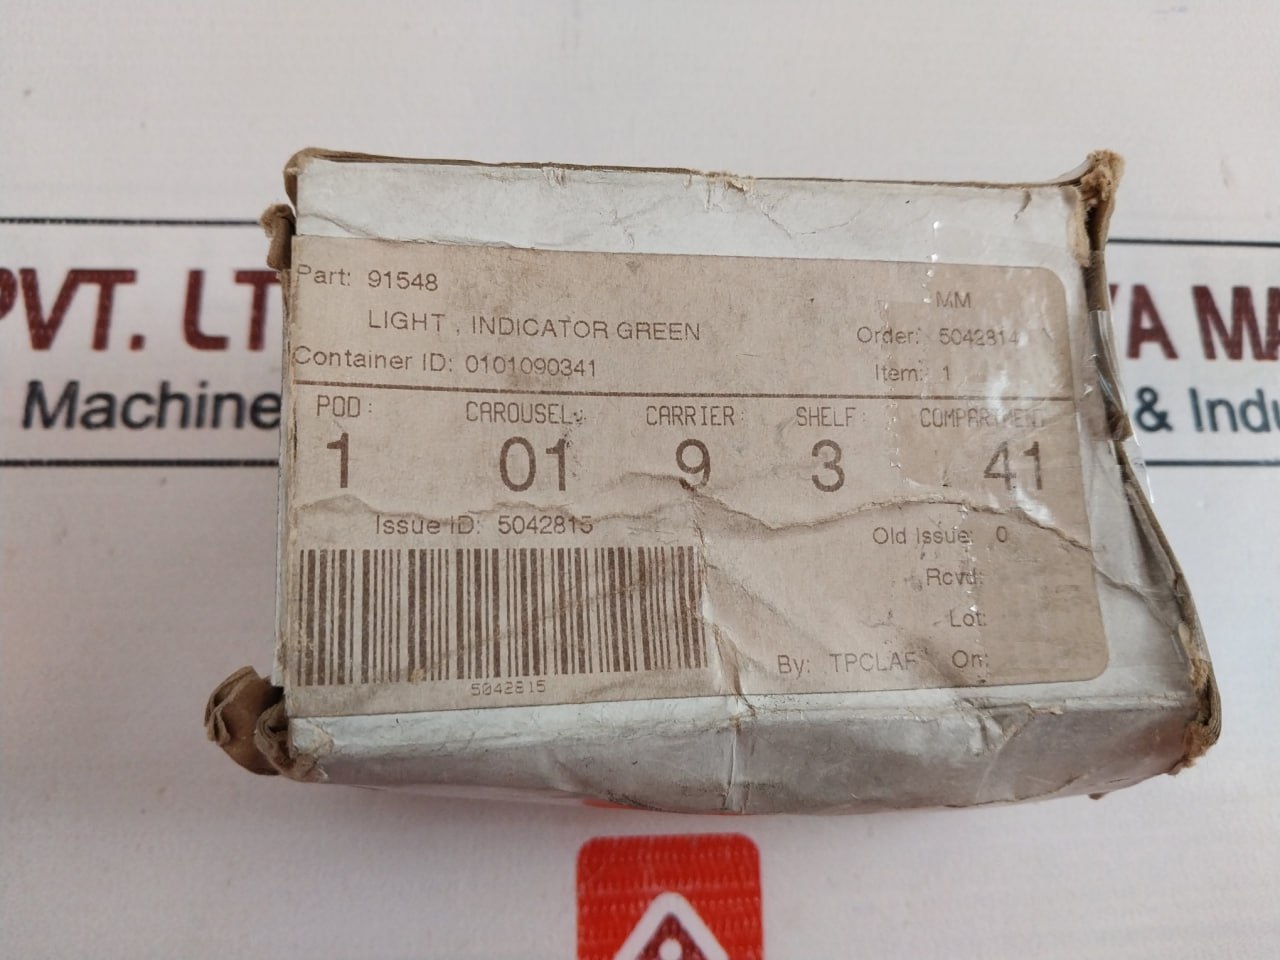 Part: 91548
MM
LIGHT , INDICATOR GREEN
Order: 5042814
Container ID: 0101090341
Item: 1
POD: CAROUSEL: CARRIER: SHELF: COMPARTMENT
1 01 9 3 41
Issue ID: 5042815
Old Issue: 0
Rcvd:
Lot:
By: TPCLAF On:
5042815
PVT. LT
YA MA
Machine
& Indu